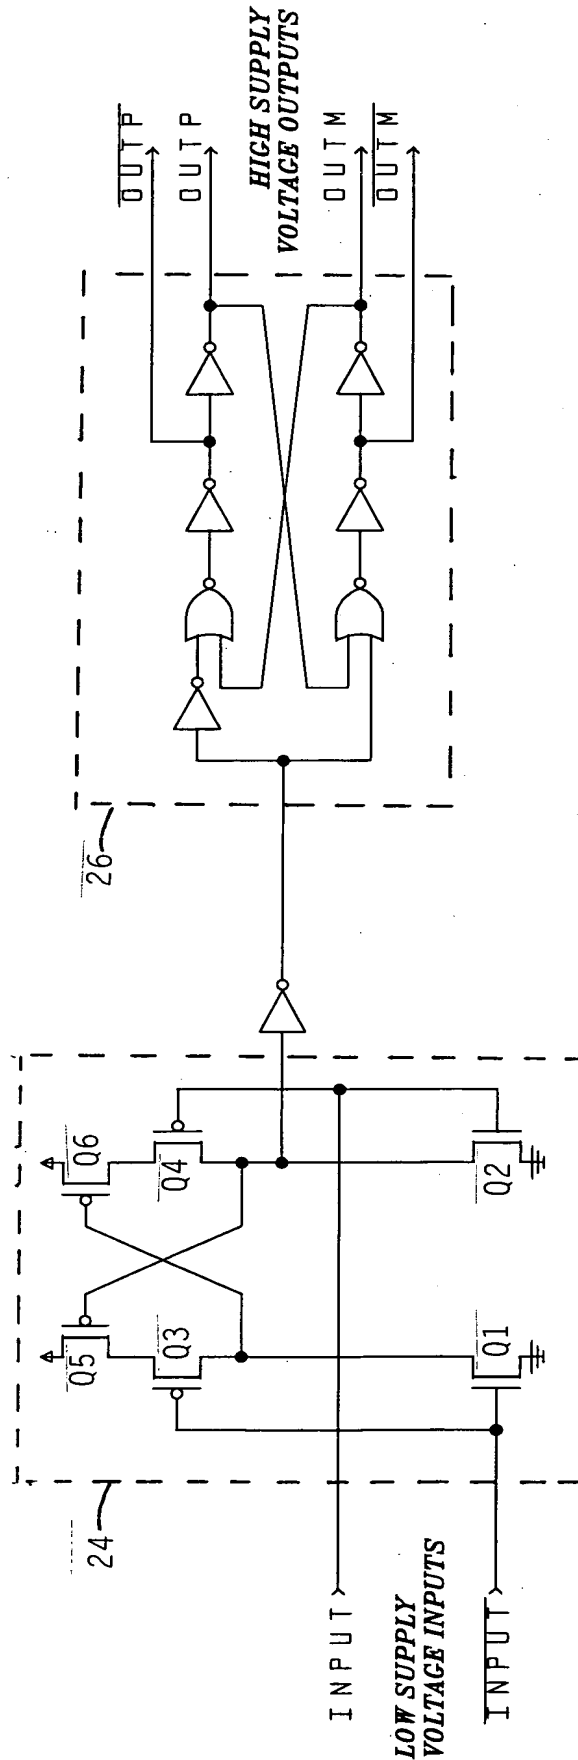 INPUT
LOW SUPPLY
VOLTAGE INPUTS
INPUT
24
Q5
Q6
Q3
Q4
Q1
Q2
26
OUTP
OUTP
HIGH SUPPLY
VOLTAGE OUTPUTS
OUTM
OUTM